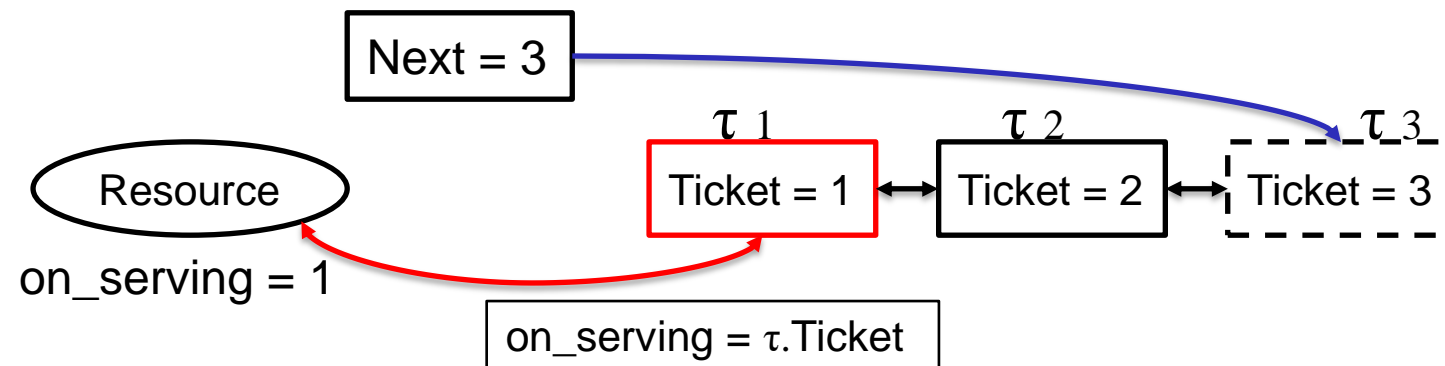 Next = 3
τ 1
τ 2
τ 3
Resource
Ticket = 1
Ticket = 2
Ticket = 3
on_serving = 1
on_serving = τ.Ticket